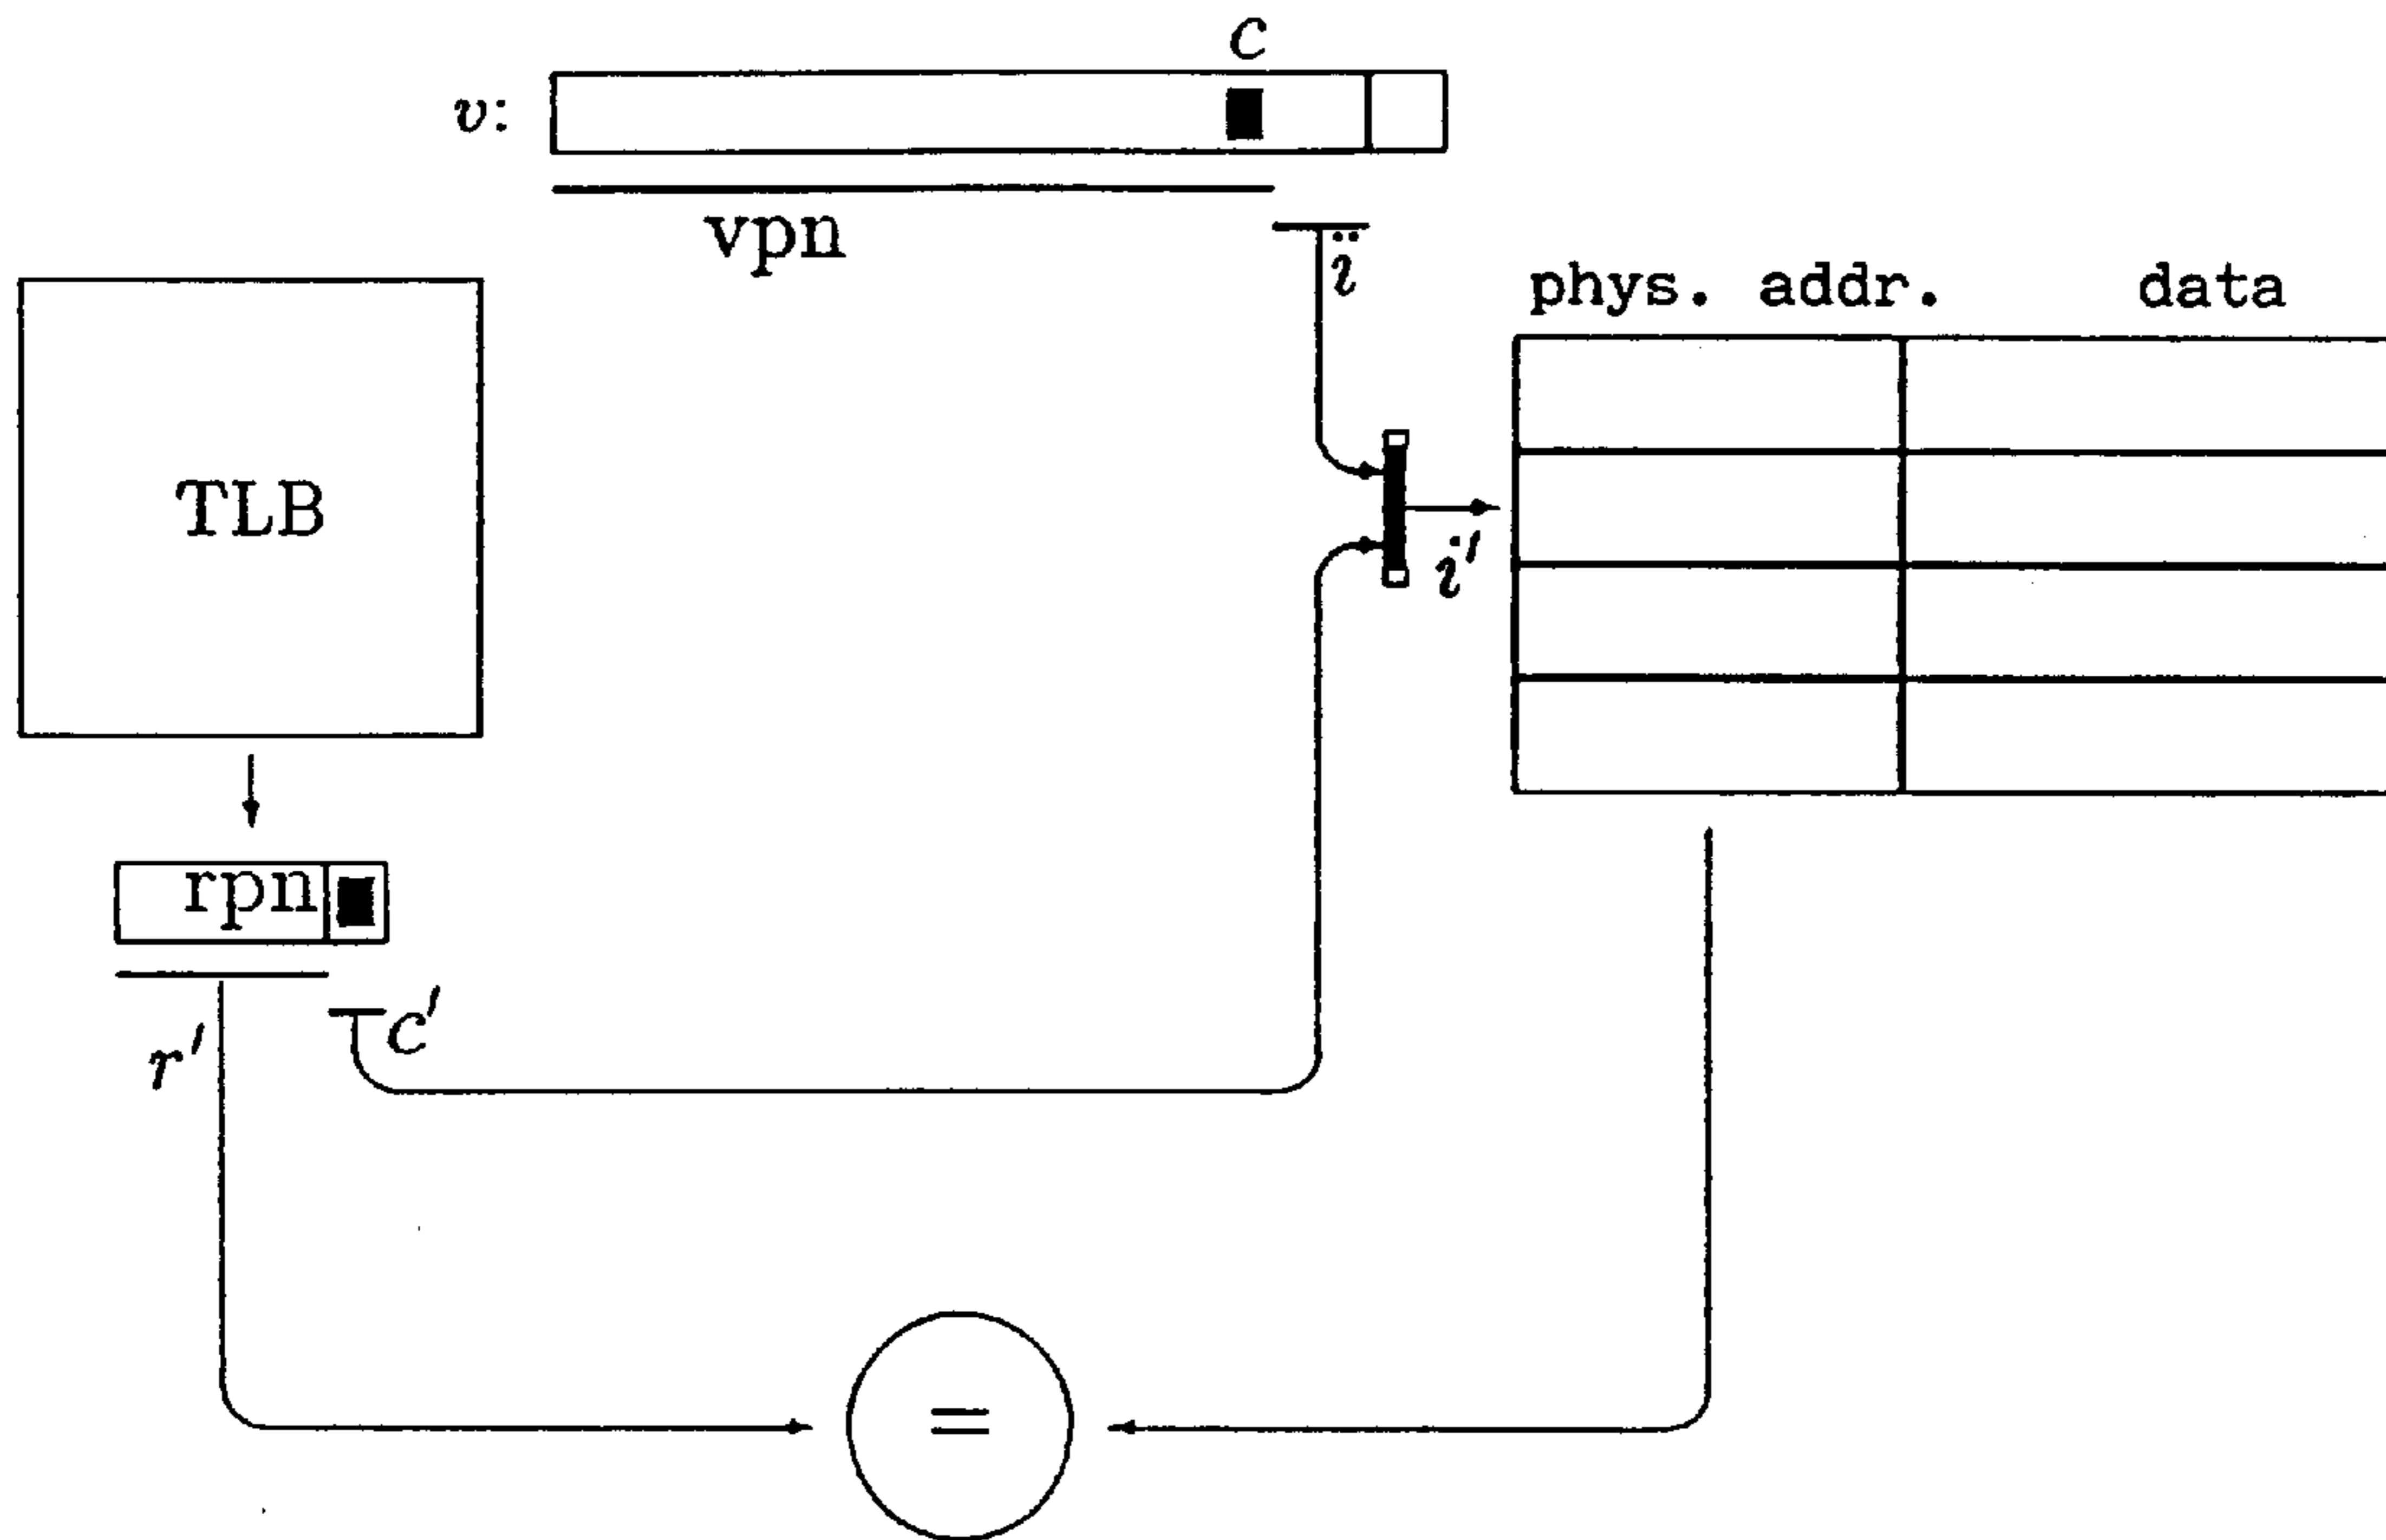 c
v:
vpn
ï
phys. addr. data
TLB
i′
rpn
c′
r′
=